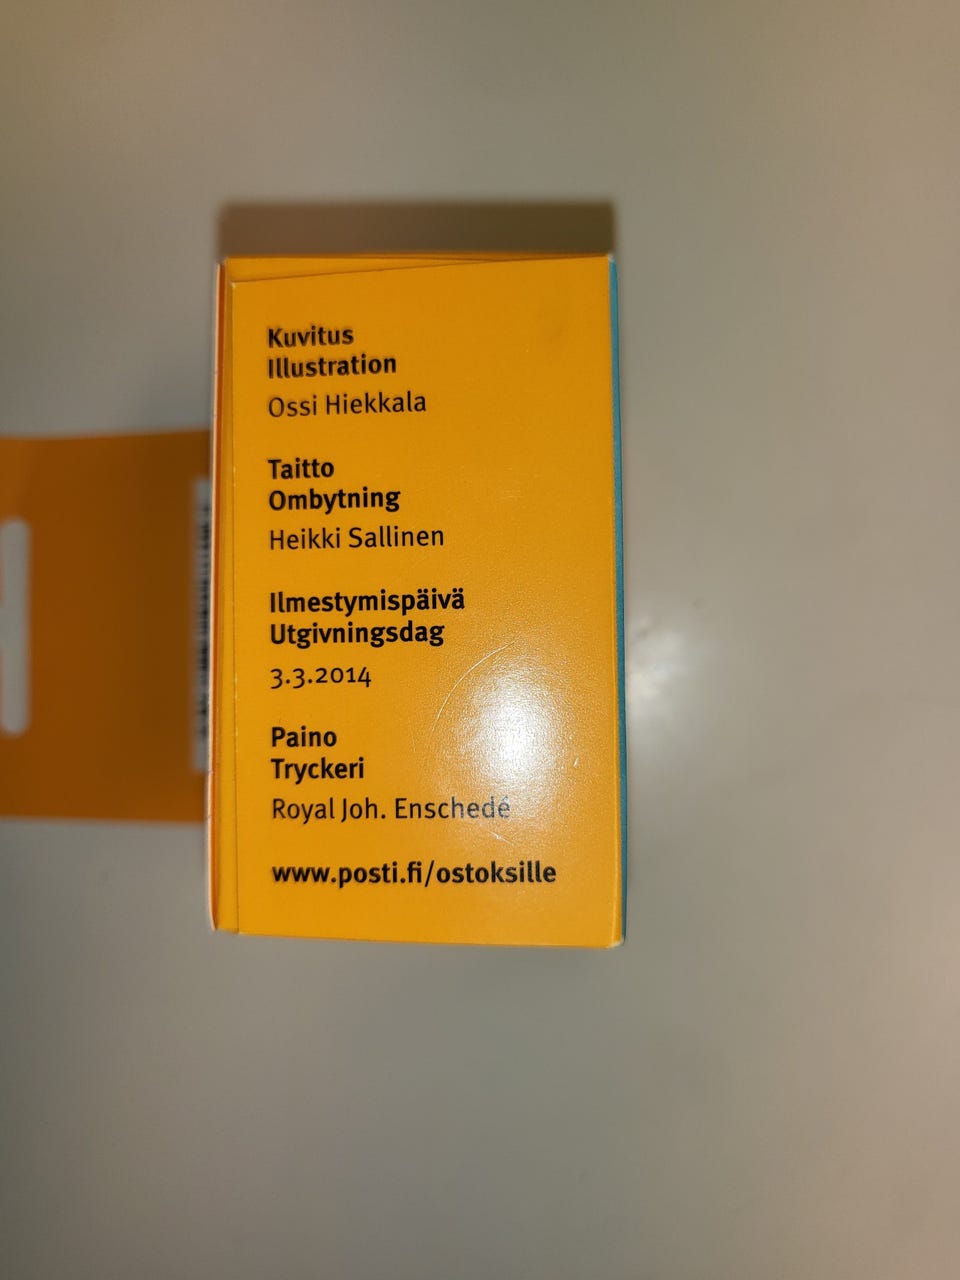 Kuvitus
Illustration
Ossi Hiekkala
Taitto
Ombytning
Heikki Sallinen
Ilmestymispäivä
Utgivningsdag
3.3.2014
Paino
Tryckeri
Royal Joh. Enschedé
www.posti.fi/ostoksille